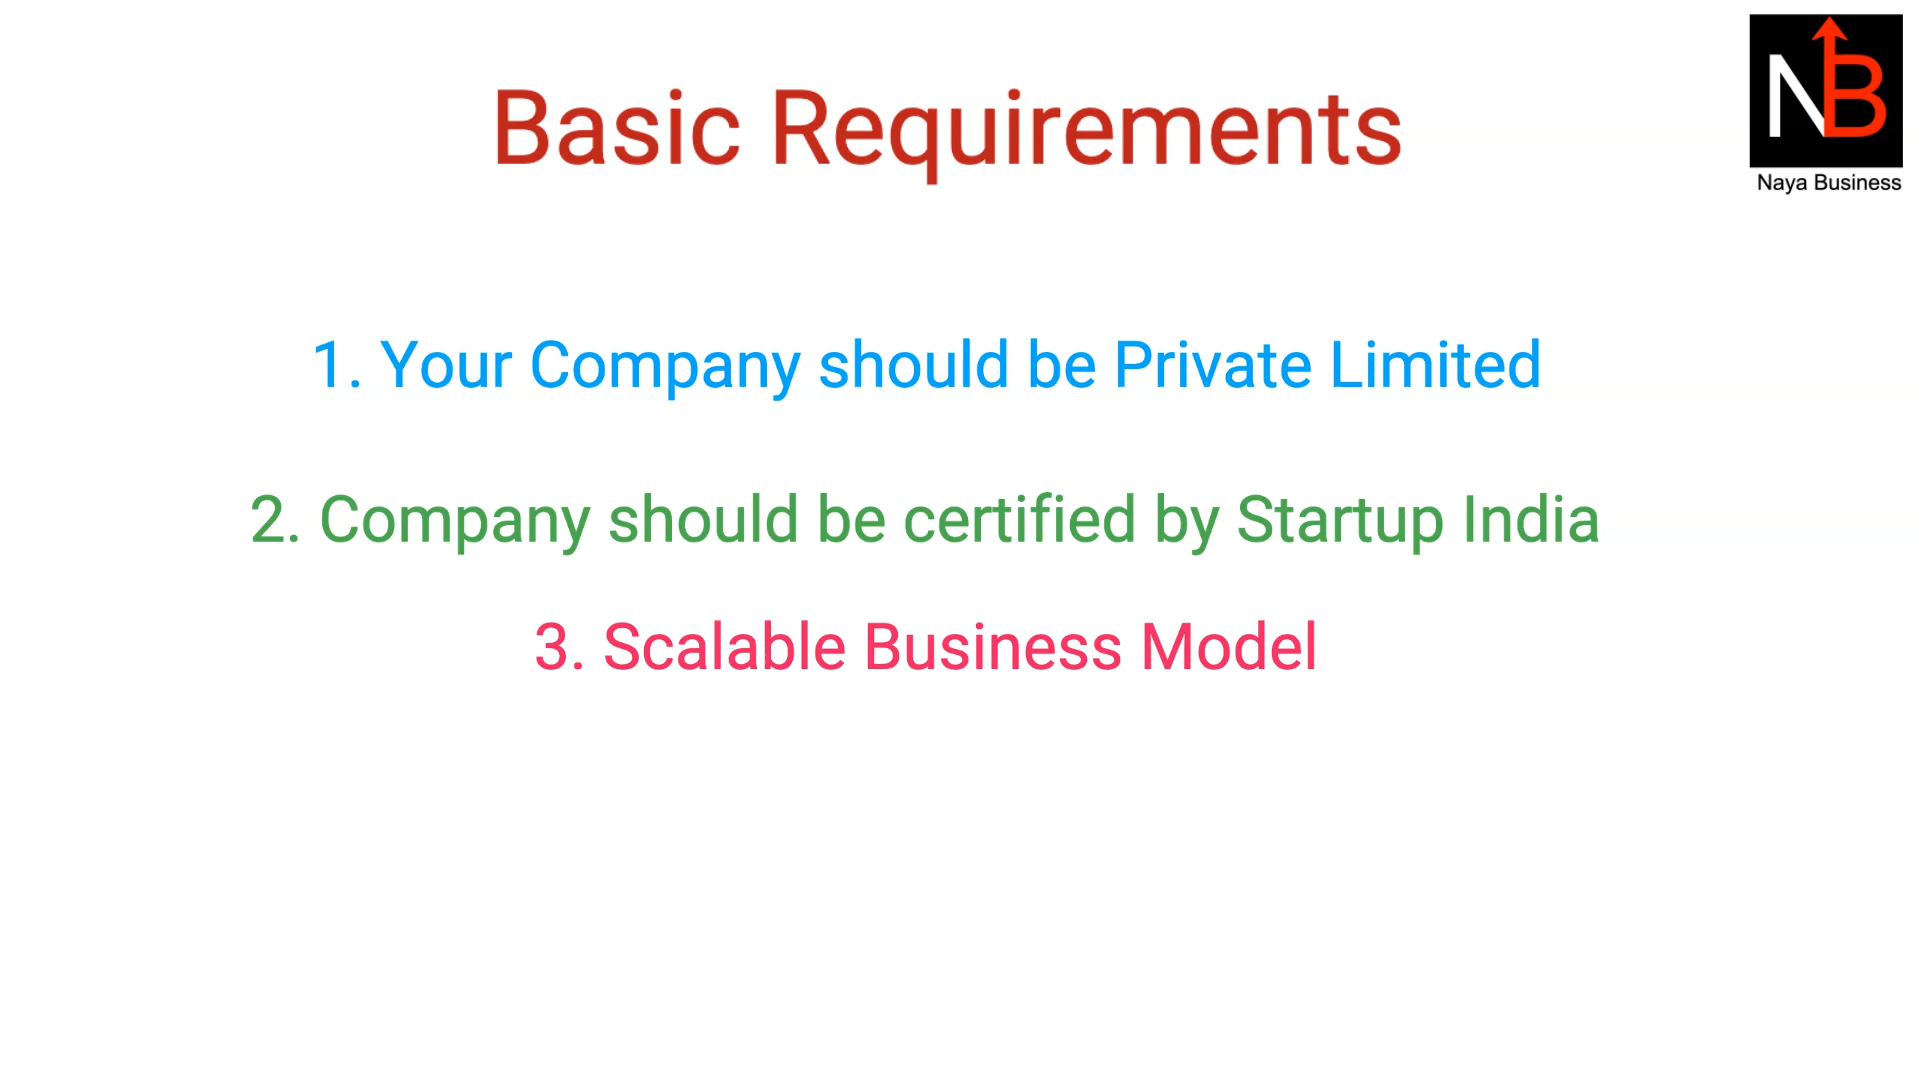 Basic Requirements
NB
Naya Business
1. Your Company should be Private Limited
2. Company should be certified by Startup India
3. Scalable Business Model